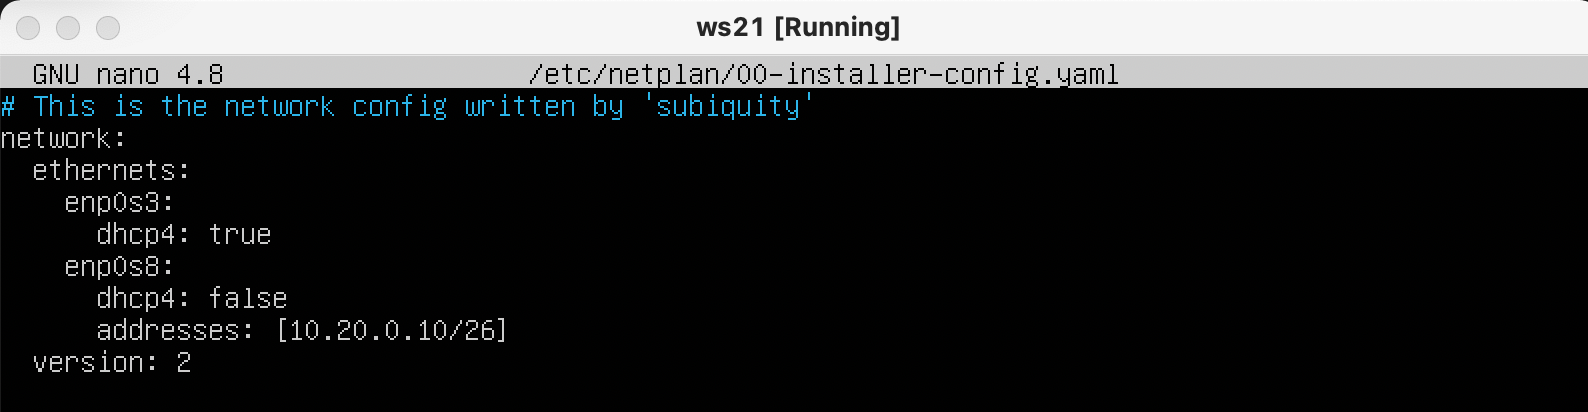 ws21 [Running]
GNU nano 4.8 /etc/netplan/00-installer-config.yaml
# This is the network config written by 'subiquity'
network:
  ethernets:
    enp0s3:
      dhcp4: true
    enp0s8:
      dhcp4: false
      addresses: [10.20.0.10/26]
  version: 2